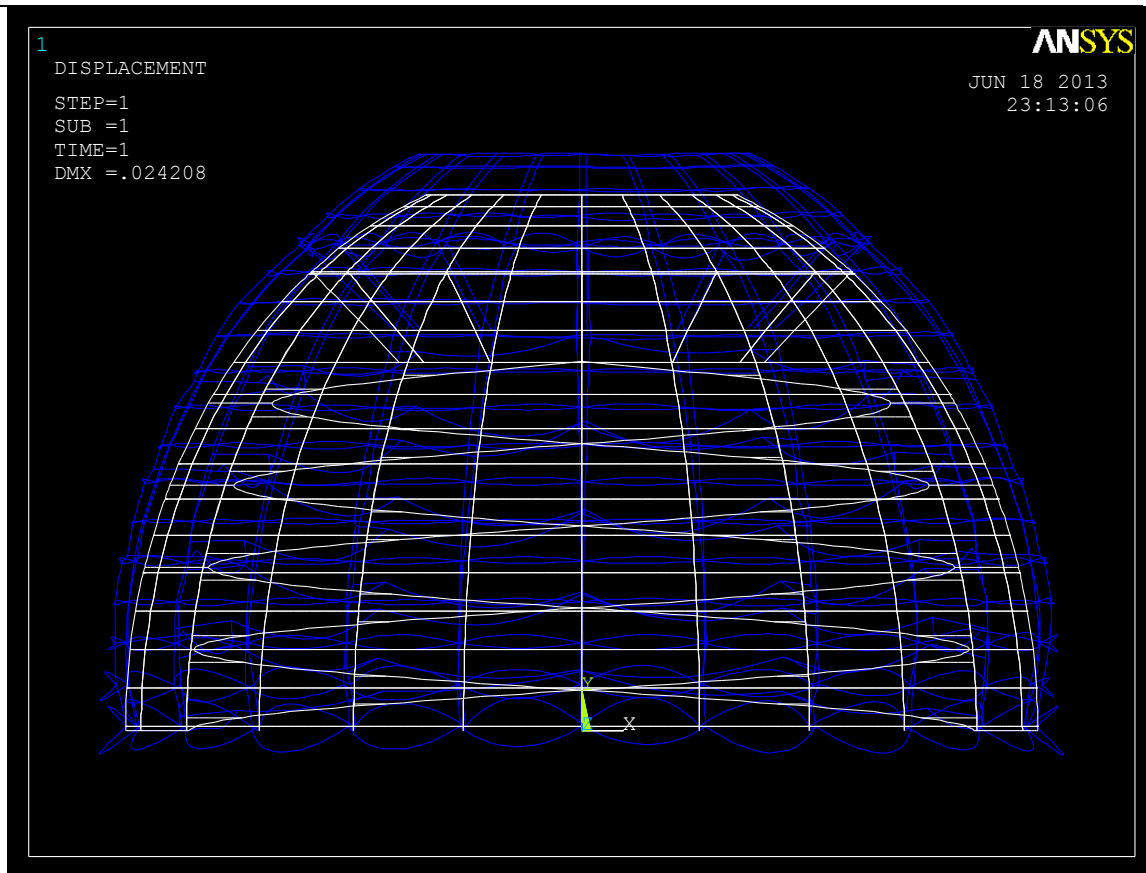 1
ANSYS
DISPLACEMENT
JUN 18 2013
23:13:06
STEP=1
SUB =1
TIME=1
DMX =.024208
Y
Z
X